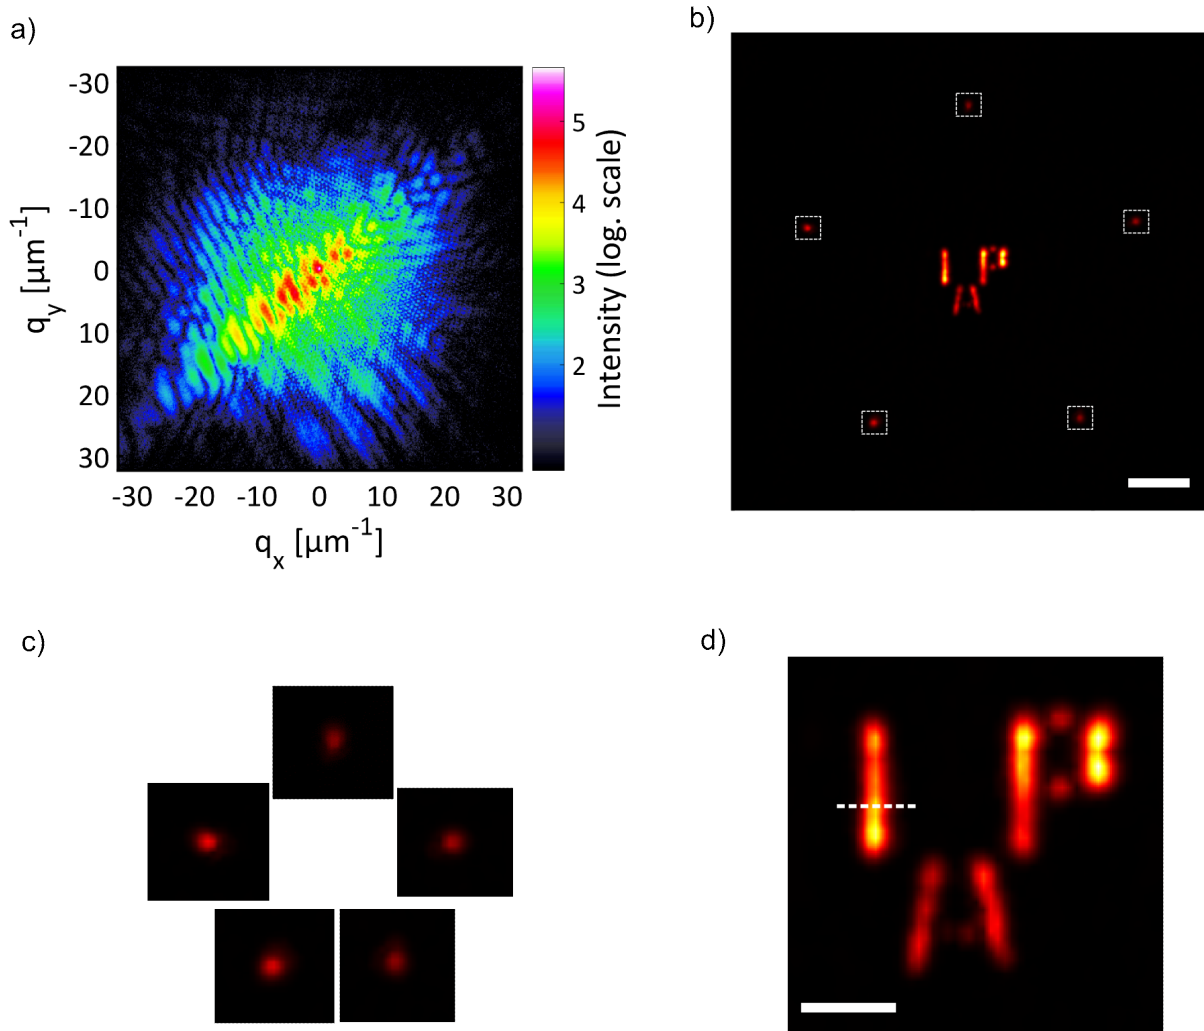 a)
b)
-30
-20
-10
0
10
20
30
q_y [µm⁻¹]
-30 -20 -10 0 10 20 30
q_x [µm⁻¹]
5
4
3
2
Intensity (log. scale)
c)
d)
I P
A